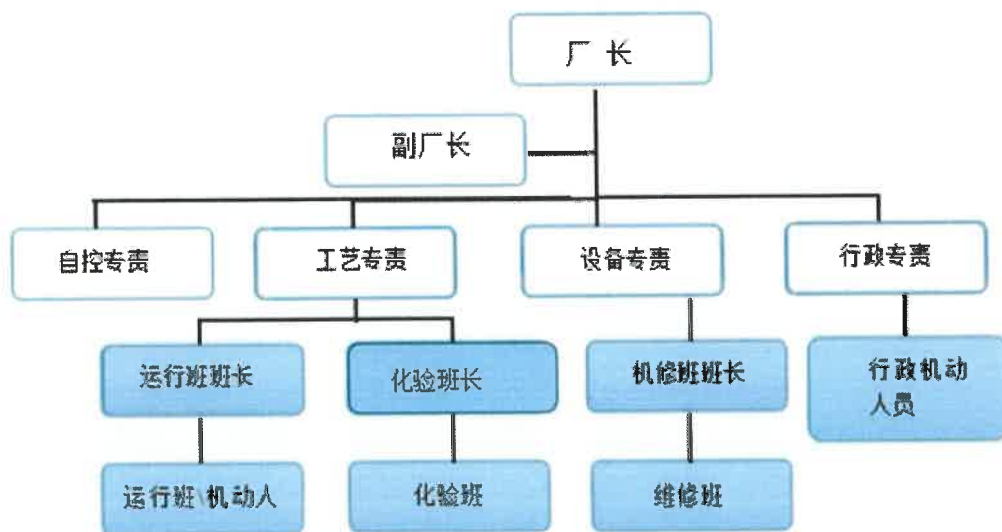 厂 长
副厂长
自控专责
工艺专责
设备专责
行政专责
运行班班长
化验班长
机修班班长
行政机动
人员
运行班\机动人
化验班
维修班